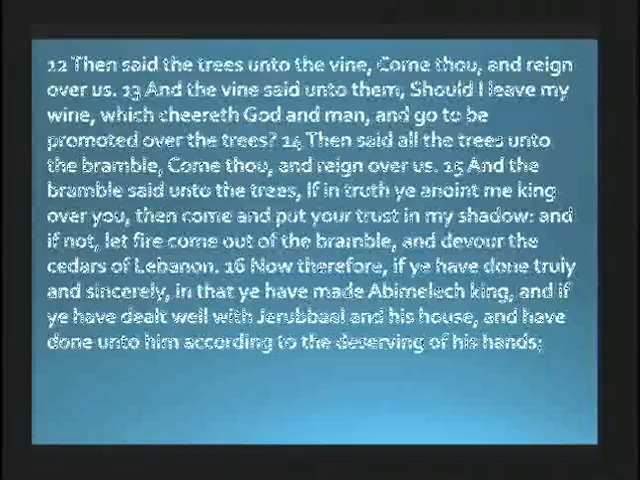 12 Then said the trees unto the vine, Come thou, and reign
over us. 13 And the vine said unto them, Should I leave my
wine, which cheereth God and man, and go to be
promoted over the trees? 14 Then said all the trees unto
the bramble, Come thou, and reign over us. 15 And the
bramble said unto the trees, If in truth ye anoint me king
over you, then come and put your trust in my shadow: and
if not, let fire come out of the bramble, and devour the
cedars of Lebanon. 16 Now therefore, if ye have done truly
and sincerely, in that ye have made Abimelech king, and if
ye have dealt well with Jerubbaal and his house, and have
done unto him according to the deserving of his hands;